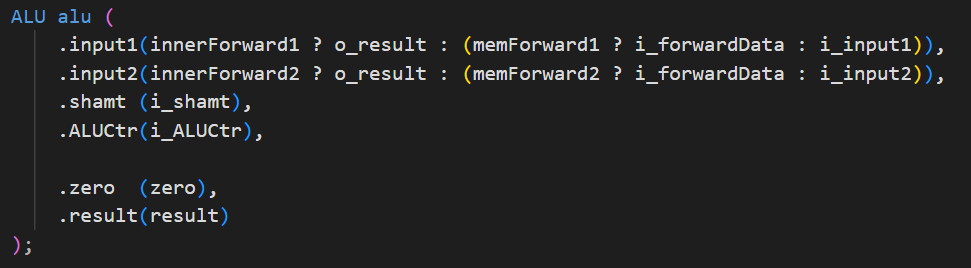 ALU alu (
    .input1(innerForward1 ? o_result : (memForward1 ? i_forwardData : i_input1)),
    .input2(innerForward2 ? o_result : (memForward2 ? i_forwardData : i_input2)),
    .shamt (i_shamt),
    .ALUCtr(i_ALUCtr),

    .zero  (zero),
    .result(result)
);